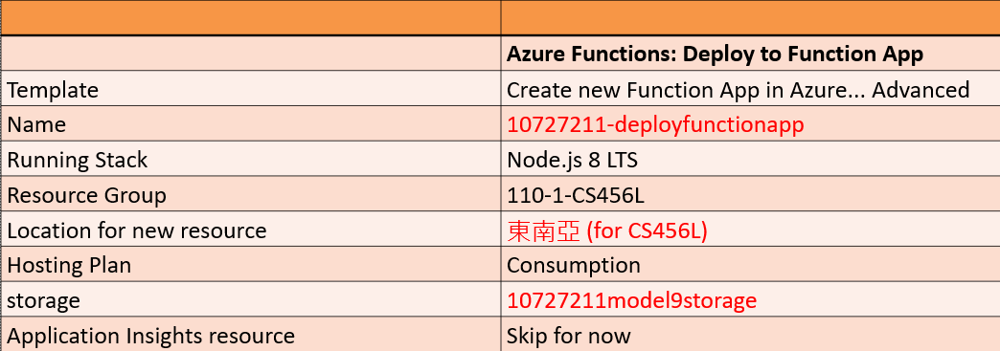 Azure Functions: Deploy to Function App
Template Create new Function App in Azure... Advanced
Name 10727211-deployfunctionapp
Running Stack Node.js 8 LTS
Resource Group 110-1-CS456L
Location for new resource 東南亞 (for CS456L)
Hosting Plan Consumption
storage 10727211model9storage
Application Insights resource Skip for now